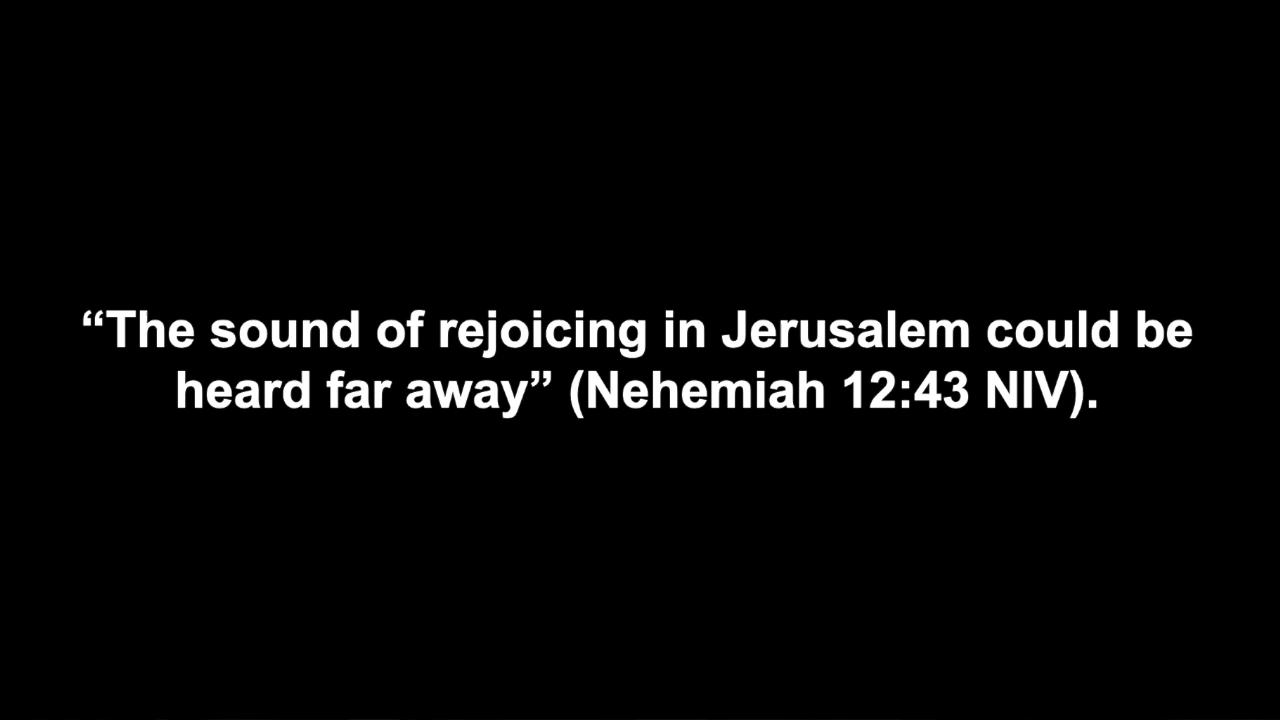 “The sound of rejoicing in Jerusalem could be
heard far away” (Nehemiah 12:43 NIV).